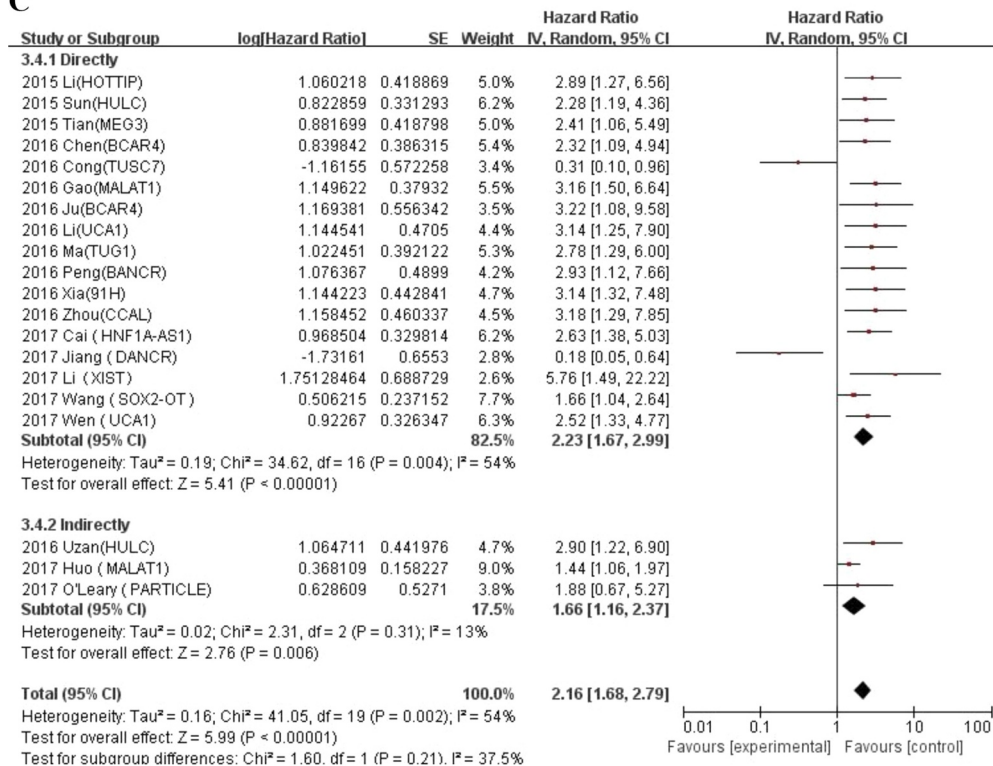 C
Hazard Ratio Hazard Ratio
Study or Subgroup log[Hazard Ratio] SE Weight IV, Random, 95% CI IV, Random, 95% CI
3.4.1 Directly
2015 Li(HOTTIP) 1.060218 0.418869 5.0% 2.89 [1.27, 6.56]
2015 Sun(HULC) 0.822859 0.331293 6.2% 2.28 [1.19, 4.36]
2015 Tian(MEG3) 0.881699 0.418798 5.0% 2.41 [1.06, 5.49]
2016 Chen(BCAR4) 0.839842 0.386315 5.4% 2.32 [1.09, 4.94]
2016 Cong(TUSC7) -1.16155 0.572258 3.4% 0.31 [0.10, 0.96]
2016 Gao(MALAT1) 1.149622 0.37932 5.5% 3.16 [1.50, 6.64]
2016 Ju(BCAR4) 1.169381 0.556342 3.5% 3.22 [1.08, 9.58]
2016 Li(UCA1) 1.144541 0.4705 4.4% 3.14 [1.25, 7.90]
2016 Ma(TUG1) 1.022451 0.392122 5.3% 2.78 [1.29, 6.00]
2016 Peng(BANCR) 1.076367 0.4899 4.2% 2.93 [1.12, 7.66]
2016 Xia(91H) 1.144223 0.442841 4.7% 3.14 [1.32, 7.48]
2016 Zhou(CCAL) 1.158452 0.460337 4.5% 3.18 [1.29, 7.85]
2017 Cai ( HNF1A-AS1) 0.968504 0.329814 6.2% 2.63 [1.38, 5.03]
2017 Jiang ( DANCR) -1.73161 0.6553 2.8% 0.18 [0.05, 0.64]
2017 Li (XIST) 1.75128464 0.688729 2.6% 5.76 [1.49, 22.22]
2017 Wang ( SOX2-OT ) 0.506215 0.237152 7.7% 1.66 [1.04, 2.64]
2017 Wen ( UCA1) 0.92267 0.326347 6.3% 2.52 [1.33, 4.77]
Subtotal (95% CI) 82.5% 2.23 [1.67, 2.99]
Heterogeneity: Tau² = 0.19; Chi² = 34.62, df = 16 (P = 0.004); I² = 54%
Test for overall effect: Z = 5.41 (P < 0.00001)
3.4.2 Indirectly
2016 Uzan(HULC) 1.064711 0.441976 4.7% 2.90 [1.22, 6.90]
2017 Huo ( MALAT1) 0.368109 0.158227 9.0% 1.44 [1.06, 1.97]
2017 O'Leary ( PARTICLE) 0.628609 0.5271 3.8% 1.88 [0.67, 5.27]
Subtotal (95% CI) 17.5% 1.66 [1.16, 2.37]
Heterogeneity: Tau² = 0.02; Chi² = 2.31, df = 2 (P = 0.31); I² = 13%
Test for overall effect: Z = 2.76 (P = 0.006)
Total (95% CI) 100.0% 2.16 [1.68, 2.79]
Heterogeneity: Tau² = 0.16; Chi² = 41.05, df = 19 (P = 0.002); I² = 54%
Test for overall effect: Z = 5.99 (P < 0.00001)
Test for subgroup differences: Chi² = 1.60, df = 1 (P = 0.21), I² = 37.5%
0.01 0.1 1 10 100
Favours [experimental] Favours [control]